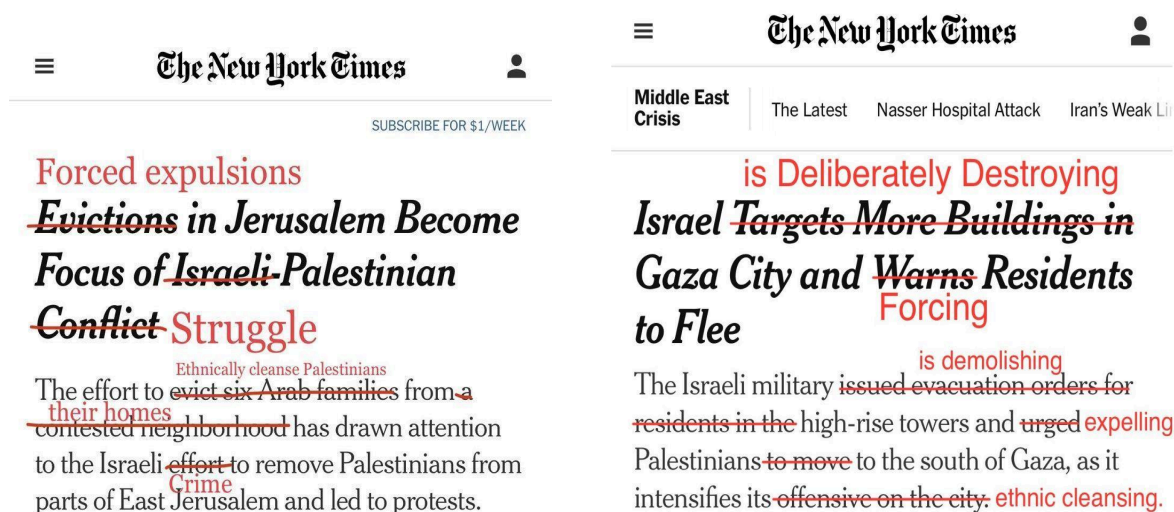 The New York Times
SUBSCRIBE FOR $1/WEEK
Forced expulsions
Evictions in Jerusalem Become
Focus of Israeli-Palestinian
Conflict Struggle
Ethnically cleanse Palestinians
The effort to evict six Arab families from a
their homes
contested neighborhood has drawn attention
to the Israeli effort to remove Palestinians from
Crime
parts of East Jerusalem and led to protests.
The New York Times
Middle East
Crisis
The Latest Nasser Hospital Attack Iran's Weak Li
is Deliberately Destroying
Israel Targets More Buildings in
Gaza City and Warns Residents
Forcing
to Flee
is demolishing
The Israeli military issued evacuation orders for
residents in the high-rise towers and urged expelling
Palestinians to move to the south of Gaza, as it
intensifies its offensive on the city. ethnic cleansing.